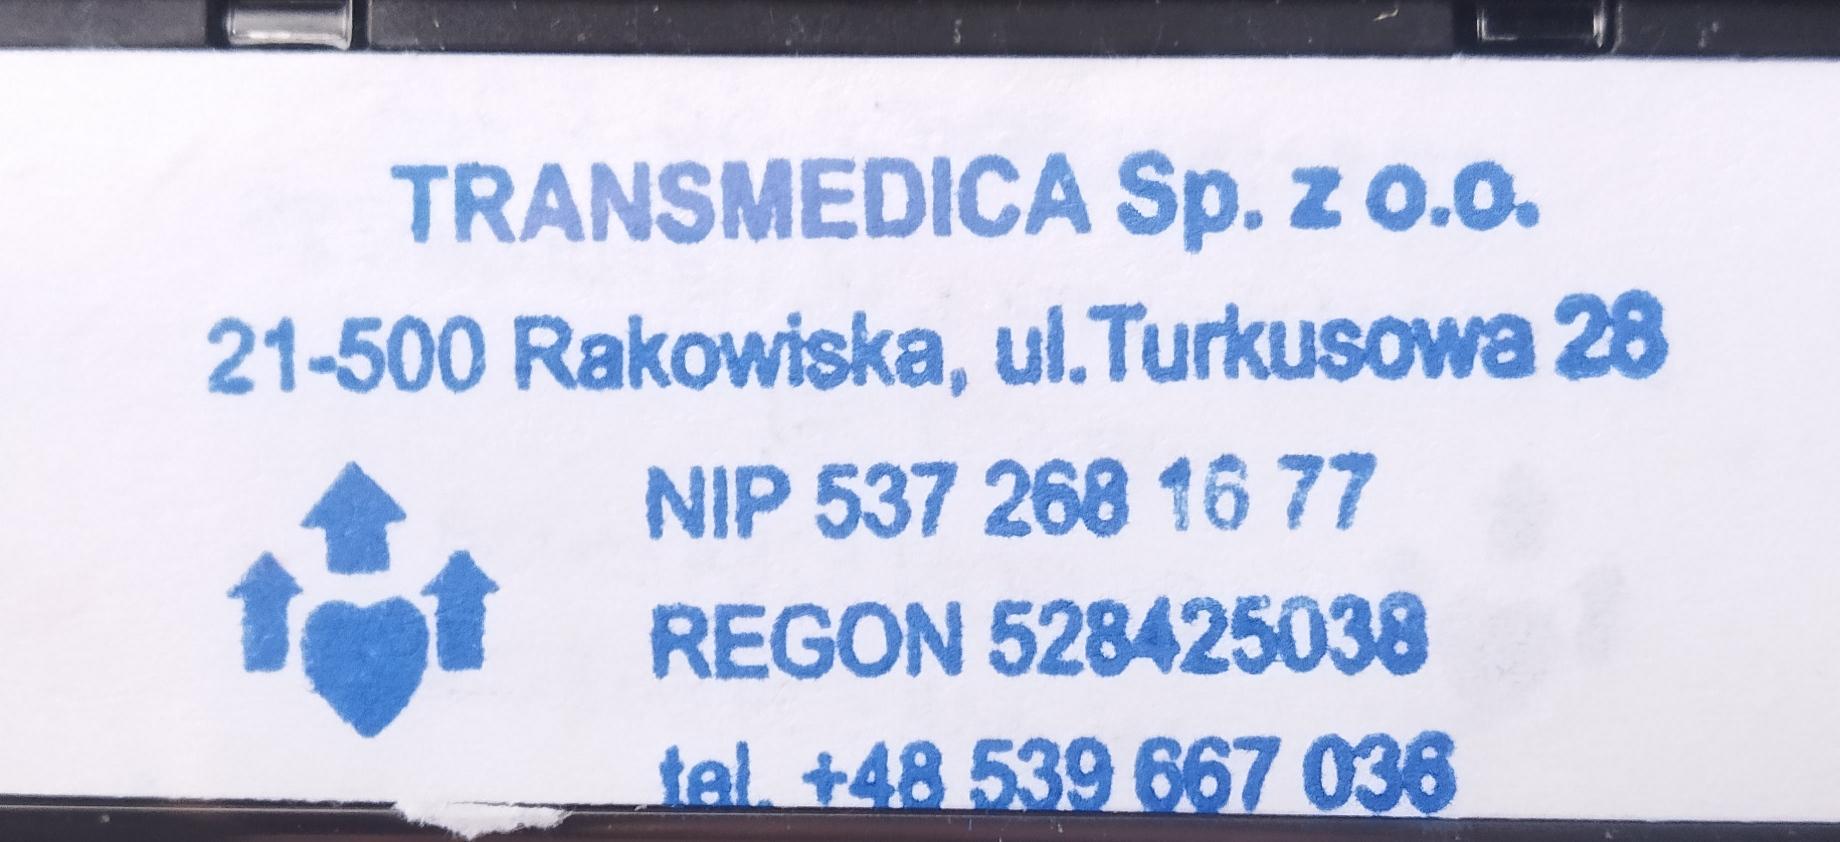 TRANSMEDICA Sp. z o.o.
21-500 Rakowiska, ul.Turkusowa 28
NIP 537 268 16 77
REGON 528425038
tel. +48 539 667 036